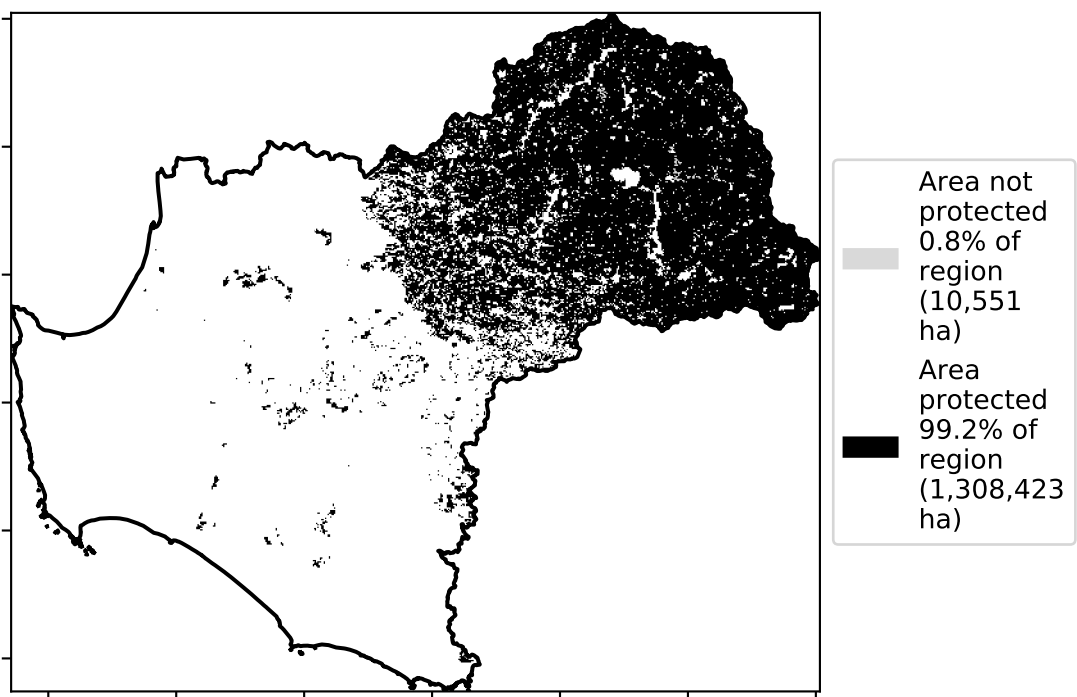 Area not
protected
0.8% of
region
(10,551
ha)
Area
protected
99.2% of
region
(1,308,423
ha)